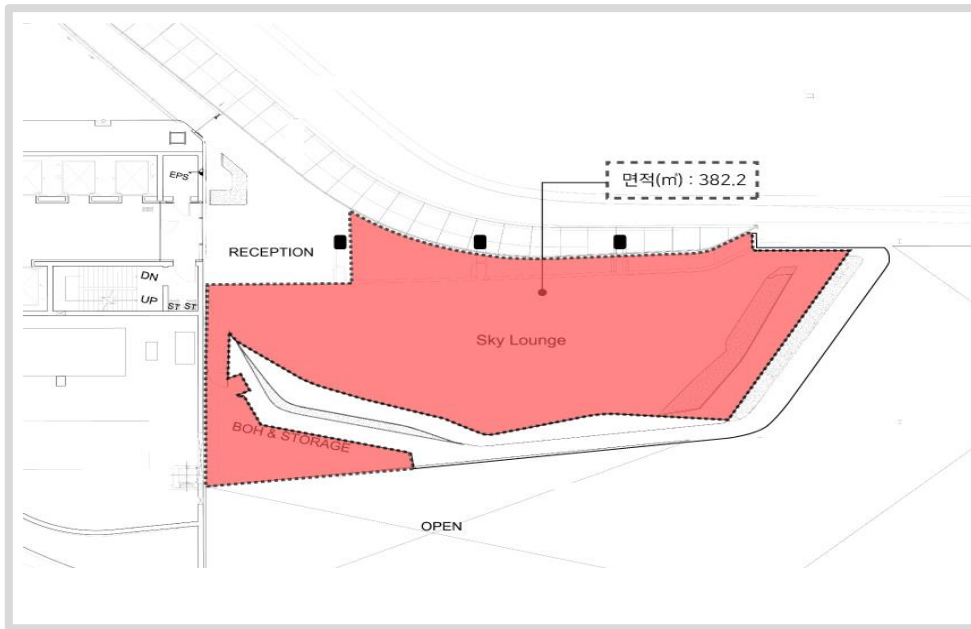 면적(㎡) : 382.2
EPS
RECEPTION
DN
UP
ST ST
Sky Lounge
BOH & STORAGE
OPEN